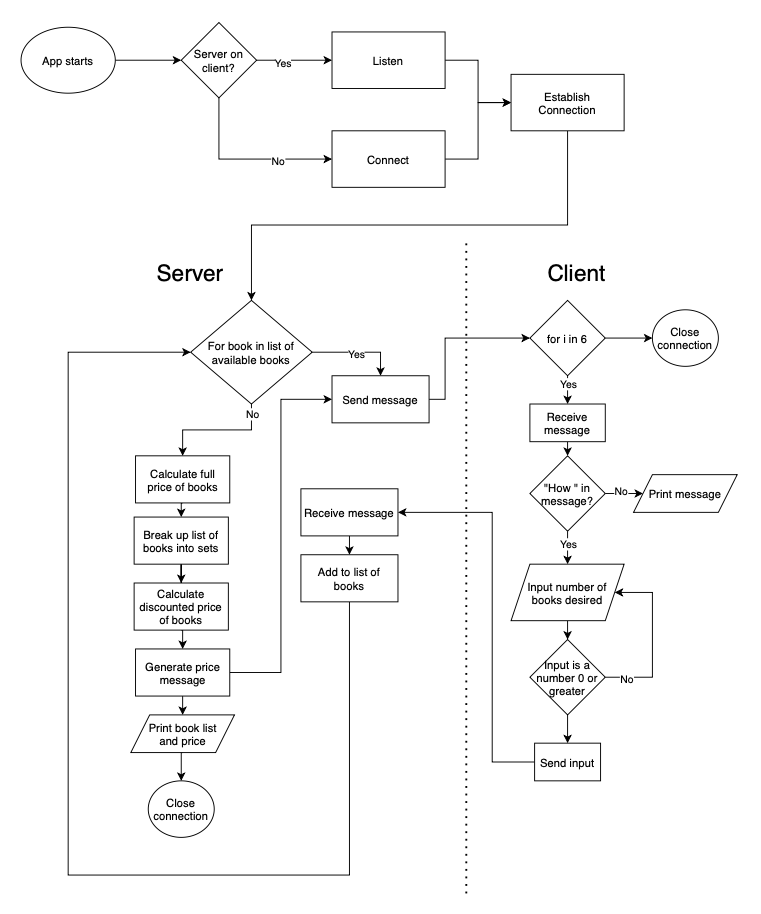 App starts
Server on
client?
Yes
Listen
Establish
Connection
No
Connect
Server
Client
For book in list of
available books
Yes
Send message
for i in 6
Close
connection
Yes
No
Receive
message
Calculate full
price of books
"How " in
message?
No
Print message
Receive message
Break up list of
books into sets
Yes
Add to list of
books
Input number of
books desired
Calculate
discounted price
of books
Generate price
message
Input is a
number 0 or
greater
No
Print book list
and price
Send input
Close
connection